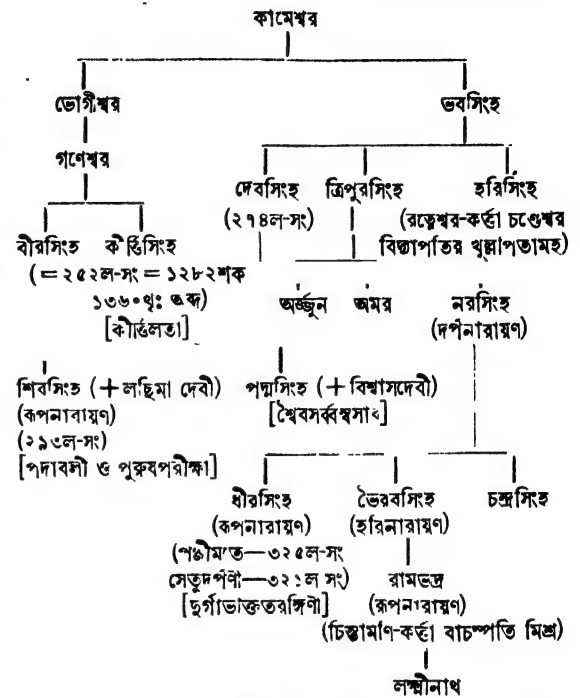 কামেশ্বর
ভোগীশ্বর ভবসিংহ
গণেশ্বর
দেবসিংহ ত্রিপুরসিংহ হরিসিংহ
(২৭৪ল-সং) (রত্নেশ্বর-কর্ত্তা চণ্ডেশ্বর
বীরসিংহ কীর্ত্তিসিংহ বিদ্যাপতির খুল্লপিতামহ)
(=২৫২ল-সং=১২৮২শক
১৩৬০খৃঃ অব্দ) অর্জ্জুন অমর নরসিংহ
[কীর্ত্তিলতা] (দর্পনারায়ণ)
শিবসিংহ (+লছিমা দেবী) পদ্মসিংহ (+বিশ্বাসদেবী)
(রূপনারায়ণ) [শৈবসর্ব্বস্বসার]
(২৯৩ল-সং)
[পদাবলী ও পুরুষপরীক্ষা]
ধীরসিংহ ভৈরবসিংহ চন্দ্রসিংহ
(রূপনারায়ণ) (হরিনারায়ণ)
(পক্ষীমতে—৩২৫ল-সং
সেতুদর্পণী—৩২১ল সং) রামভদ্র
[দুর্গাভক্তিতরঙ্গিণী] (রূপনারায়ণ)
(চিন্তামণি-কর্ত্তা বাচস্পতি মিশ্র)
লক্ষ্মীনাথ